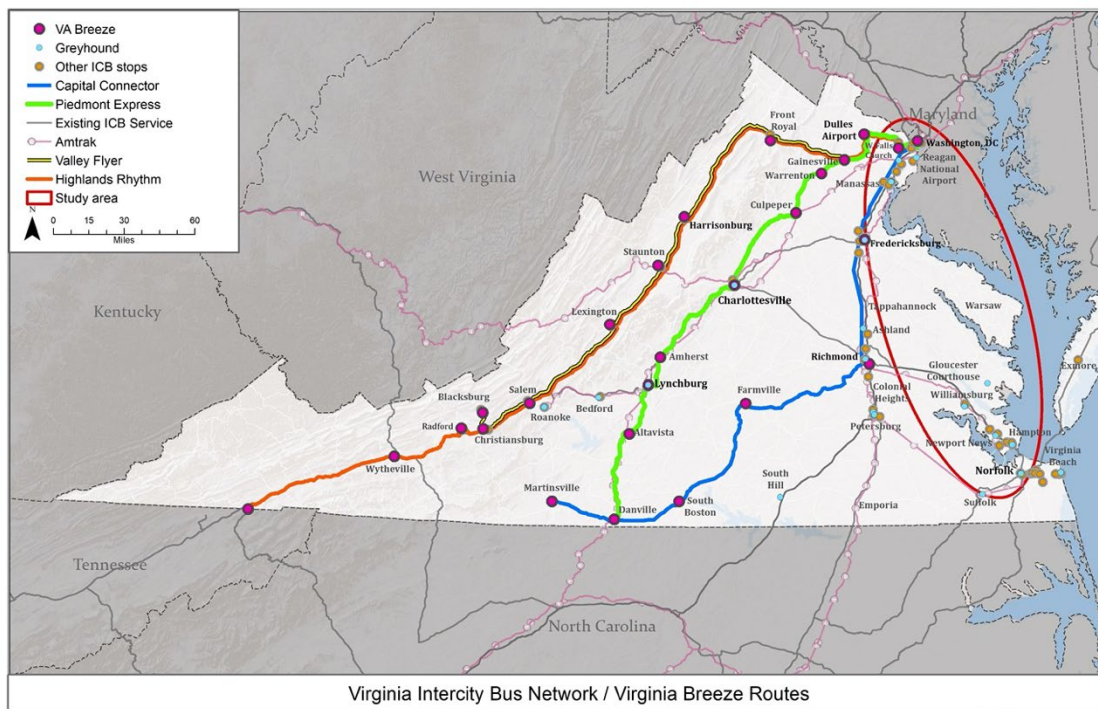 VA Breeze
Greyhound
Other ICB stops
Capital Connector
Piedmont Express
Existing ICB Service
Amtrak
Valley Flyer
Highlands Rhythm
Study area
N
0 15 30 60
Miles
Maryland
West Virginia
Kentucky
Tennessee
North Carolina
Front
Royal
Dulles
Airport
Washington, DC
W. Falls
Church
Reagan
National
Airport
Gainesville
Warrenton
Manassas
Culpeper
Harrisonburg
Fredericksburg
Staunton
Charlottesville
Tappahannock
Warsaw
Lexington
Ashland
Richmond
Amherst
Gloucester
Courthouse
Exmore
Lynchburg
Farmville
Colonial
Heights
Williamsburg
Blacksburg
Salem
Roanoke
Bedford
Petersburg
Radford
Christiansburg
Altavista
Newport News
Hampton
Virginia
Beach
Wytheville
Norfolk
Martinsville
South
Hill
South
Boston
Suffolk
Emporia
Danville
Virginia Intercity Bus Network / Virginia Breeze Routes